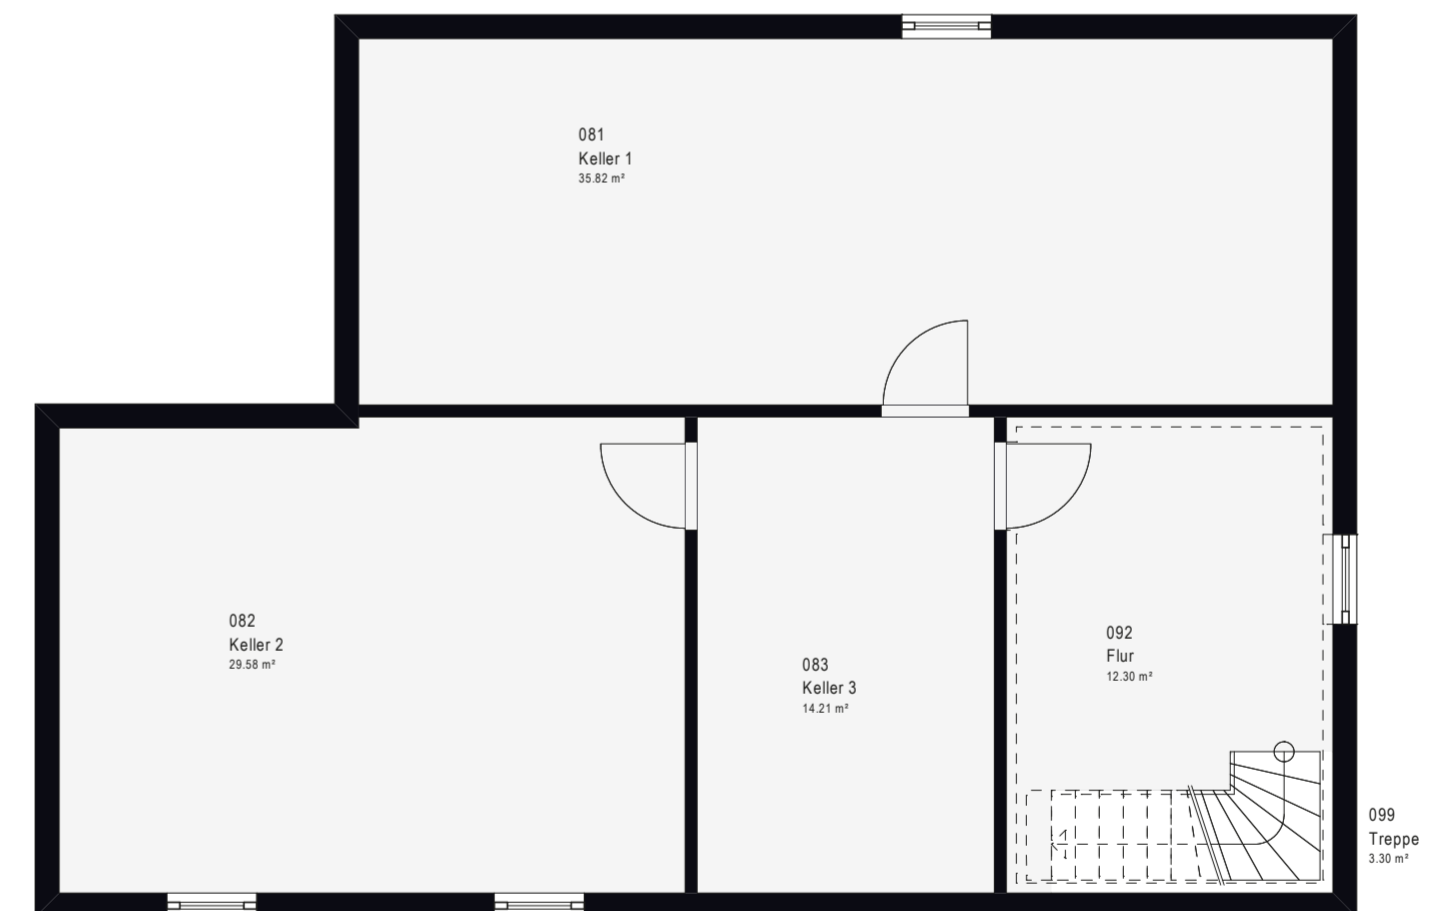 081
Keller 1
35.82 m²
082
Keller 2
29.58 m²
083
Keller 3
14.21 m²
092
Flur
12.30 m²
099
Treppe
3.30 m²